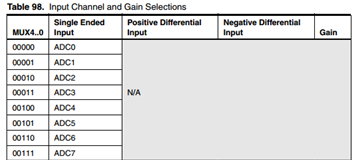 Table 98. Input Channel and Gain Selections
MUX4..0 Single Ended Input Positive Differential Input Negative Differential Input Gain
00000 ADC0
00001 ADC1
00010 ADC2
00011 ADC3 N/A
00100 ADC4
00101 ADC5
00110 ADC6
00111 ADC7